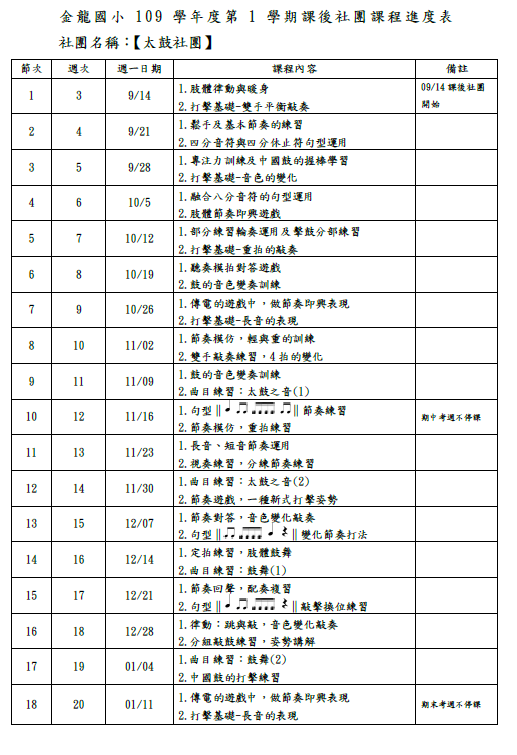 金龍國小 109 學年度第 1 學期課後社團課程進度表
社團名稱：【太鼓社團】
節次 週次 週一日期 課程內容 備註
1 3 9/14 1.肢體律動與暖身 09/14 課後社團
2.打擊基礎-雙手平衡敲奏 開始
2 4 9/21 1.鬆手及基本節奏的練習
2.四分音符與四分休止符句型運用
3 5 9/28 1.專注力訓練及中國鼓的握棒學習
2.打擊基礎-音色的變化
4 6 10/5 1.融合八分音符的句型運用
2.肢體節奏即興遊戲
5 7 10/12 1.部分練習輪奏運用及擊鼓分部練習
2.打擊基礎-重拍的敲奏
6 8 10/19 1.聽奏模拍對答遊戲
2.鼓的音色變奏訓練
7 9 10/26 1.傳電的遊戲中，做節奏即興表現
2.打擊基礎-長音的表現
8 10 11/02 1.節奏模仿，輕與重的訓練
2.雙手敲奏練習，4 拍的變化
9 11 11/09 1.鼓的音色變奏訓練
2.曲目練習：太鼓之音(1)
10 12 11/16 1.句型‖ ‖節奏練習 期中考週不停課
2.節奏模仿，重拍練習
11 13 11/23 1.長音、短音節奏運用
2.視奏練習，分線節奏練習
12 14 11/30 1.曲目練習：太鼓之音(2)
2.節奏遊戲，一種新式打擊姿勢
13 15 12/07 1.節奏對答，音色變化敲奏
2.句型‖ ‖變化節奏打法
14 16 12/14 1.定拍練習，肢體鼓舞
2.曲目練習：鼓舞(1)
15 17 12/21 1.節奏回聲，配奏複習
2.句型‖ ‖敲擊換位練習
16 18 12/28 1.律動：跳與敲，音色變化敲奏
2.分組敲鼓練習，姿勢講解
17 19 01/04 1.曲目練習：鼓舞(2)
2.中國鼓的打擊練習
18 20 01/11 1.傳電的遊戲中，做節奏即興表現 期末考週不停課
2.打擊基礎-長音的表現